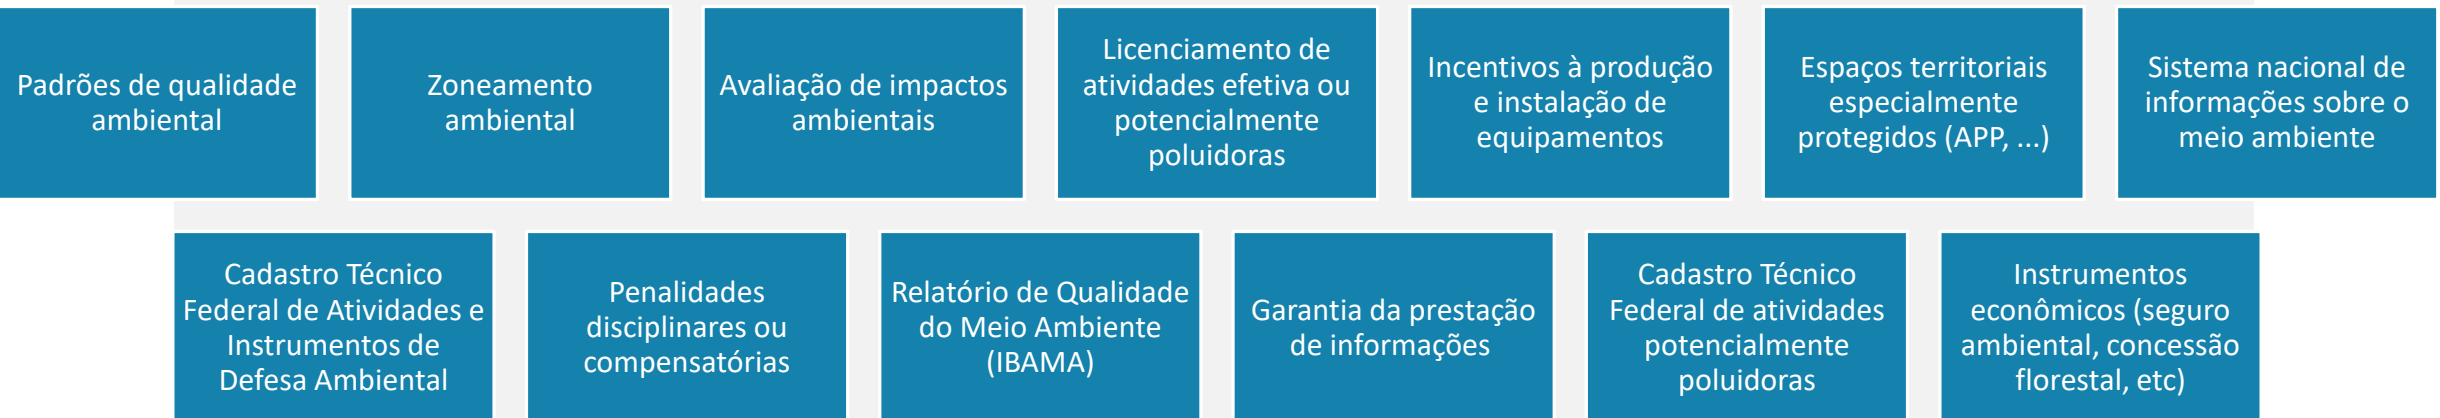 Padrões de qualidade
ambiental
Zoneamento
ambiental
Avaliação de impactos
ambientais
Licenciamento de
atividades efetiva ou
potencialmente
poluidoras
Incentivos à produção
e instalação de
equipamentos
Espaços territoriais
especialmente
protegidos (APP, ...)
Sistema nacional de
informações sobre o
meio ambiente
Cadastro Técnico
Federal de Atividades e
Instrumentos de
Defesa Ambiental
Penalidades
disciplinares ou
compensatórias
Relatório de Qualidade
do Meio Ambiente
(IBAMA)
Garantia da prestação
de informações
Cadastro Técnico
Federal de atividades
potencialmente
poluidoras
Instrumentos
econômicos (seguro
ambiental, concessão
florestal, etc)